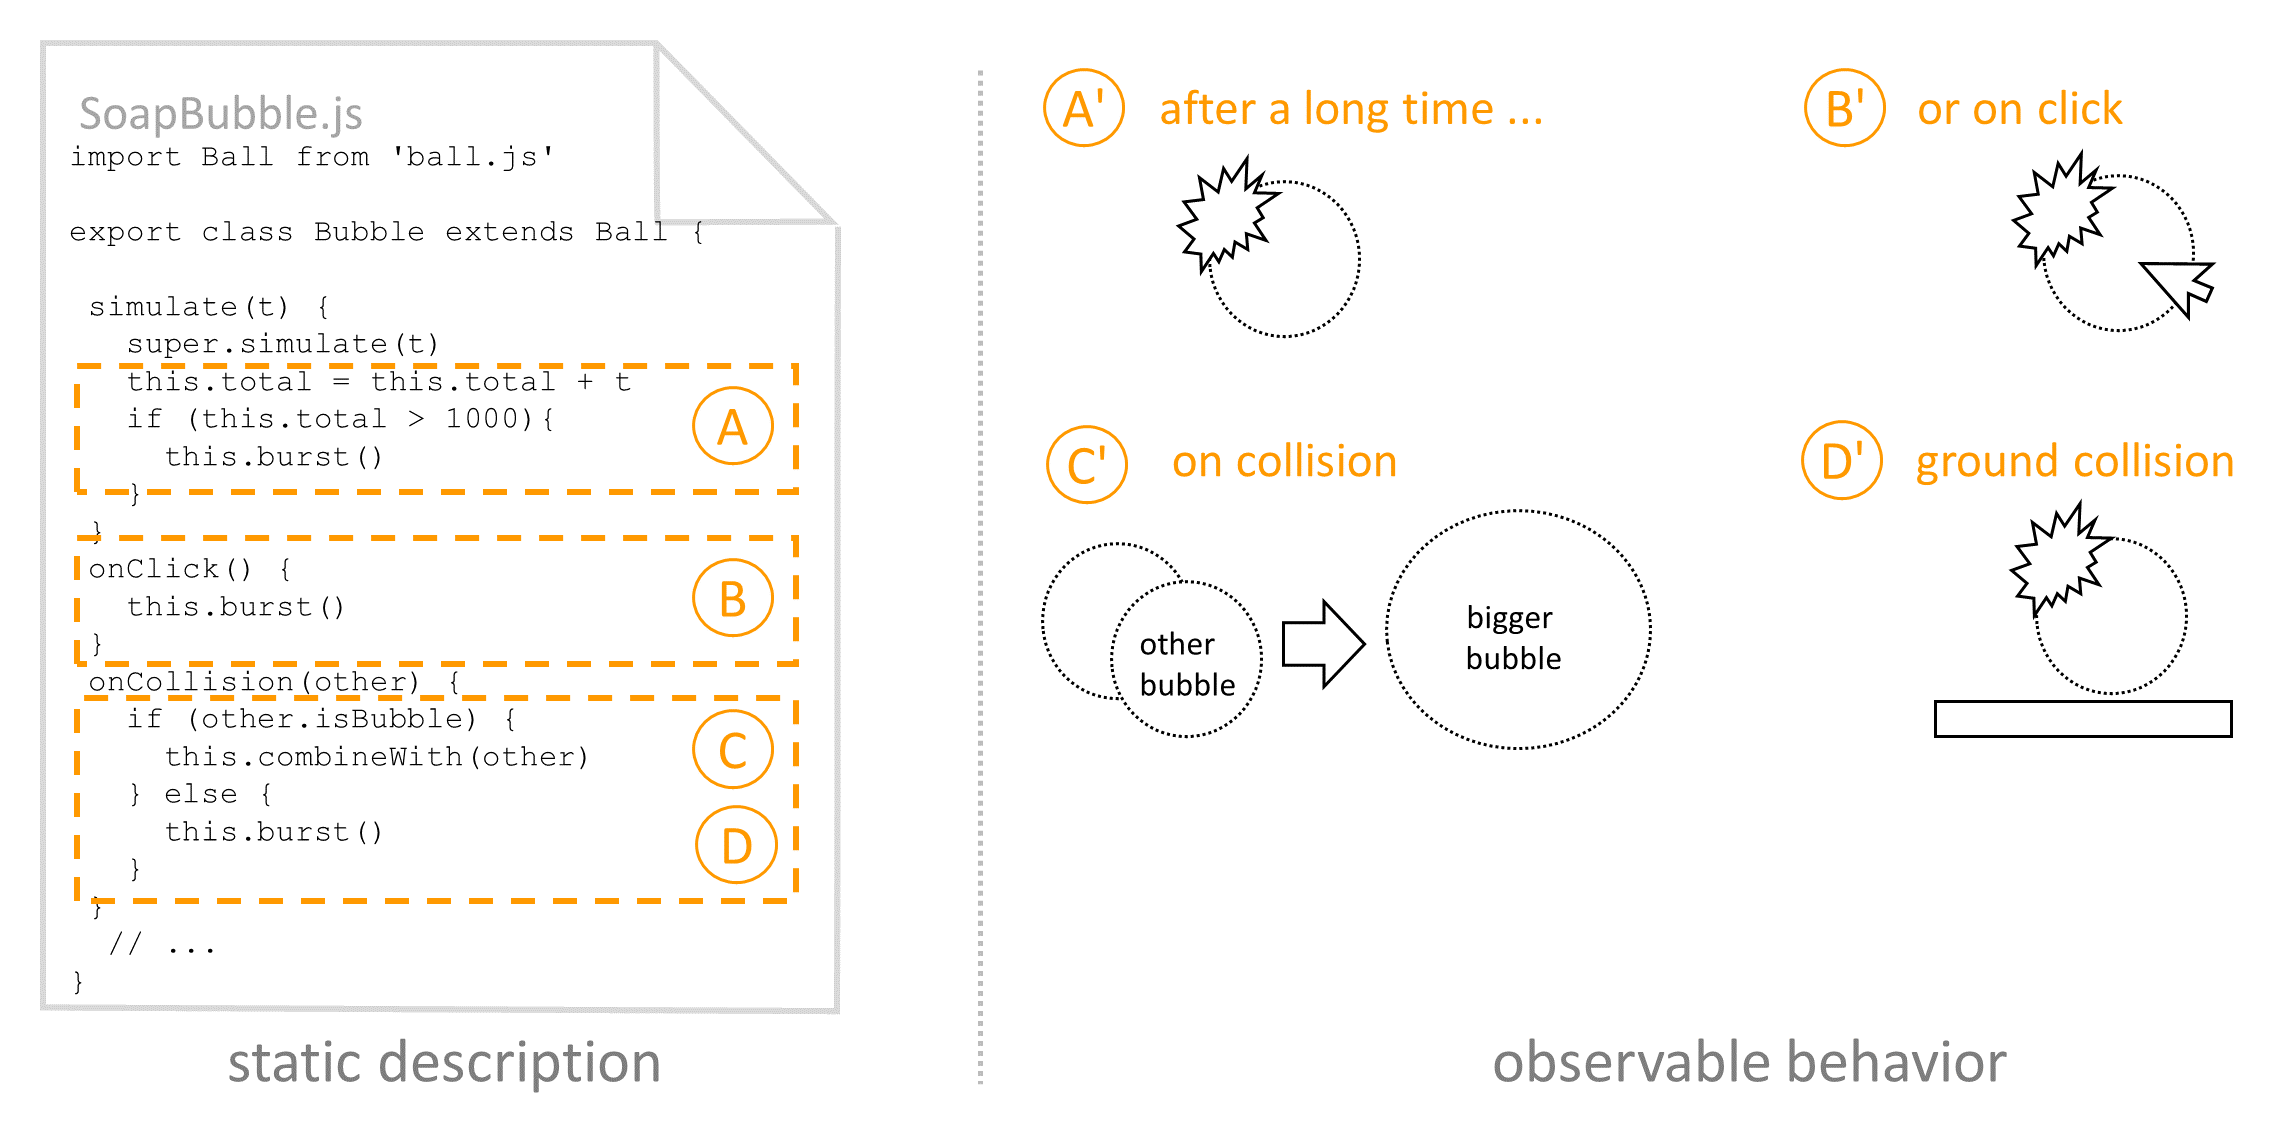 SoapBubble.js
import Ball from 'ball.js'
export class Bubble extends Ball {
simulate(t) {
super.simulate(t)
this.total = this.total + t
if (this.total > 1000){
this.burst()
}
}
A
onClick() {
this.burst()
}
B
onCollision(other) {
if (other.isBubble) {
this.combineWith(other)
} else {
this.burst()
}
}
C
D
// ...
}
static description
A' after a long time ...
B' or on click
C' on collision
other
bubble
bigger
bubble
D' ground collision
observable behavior